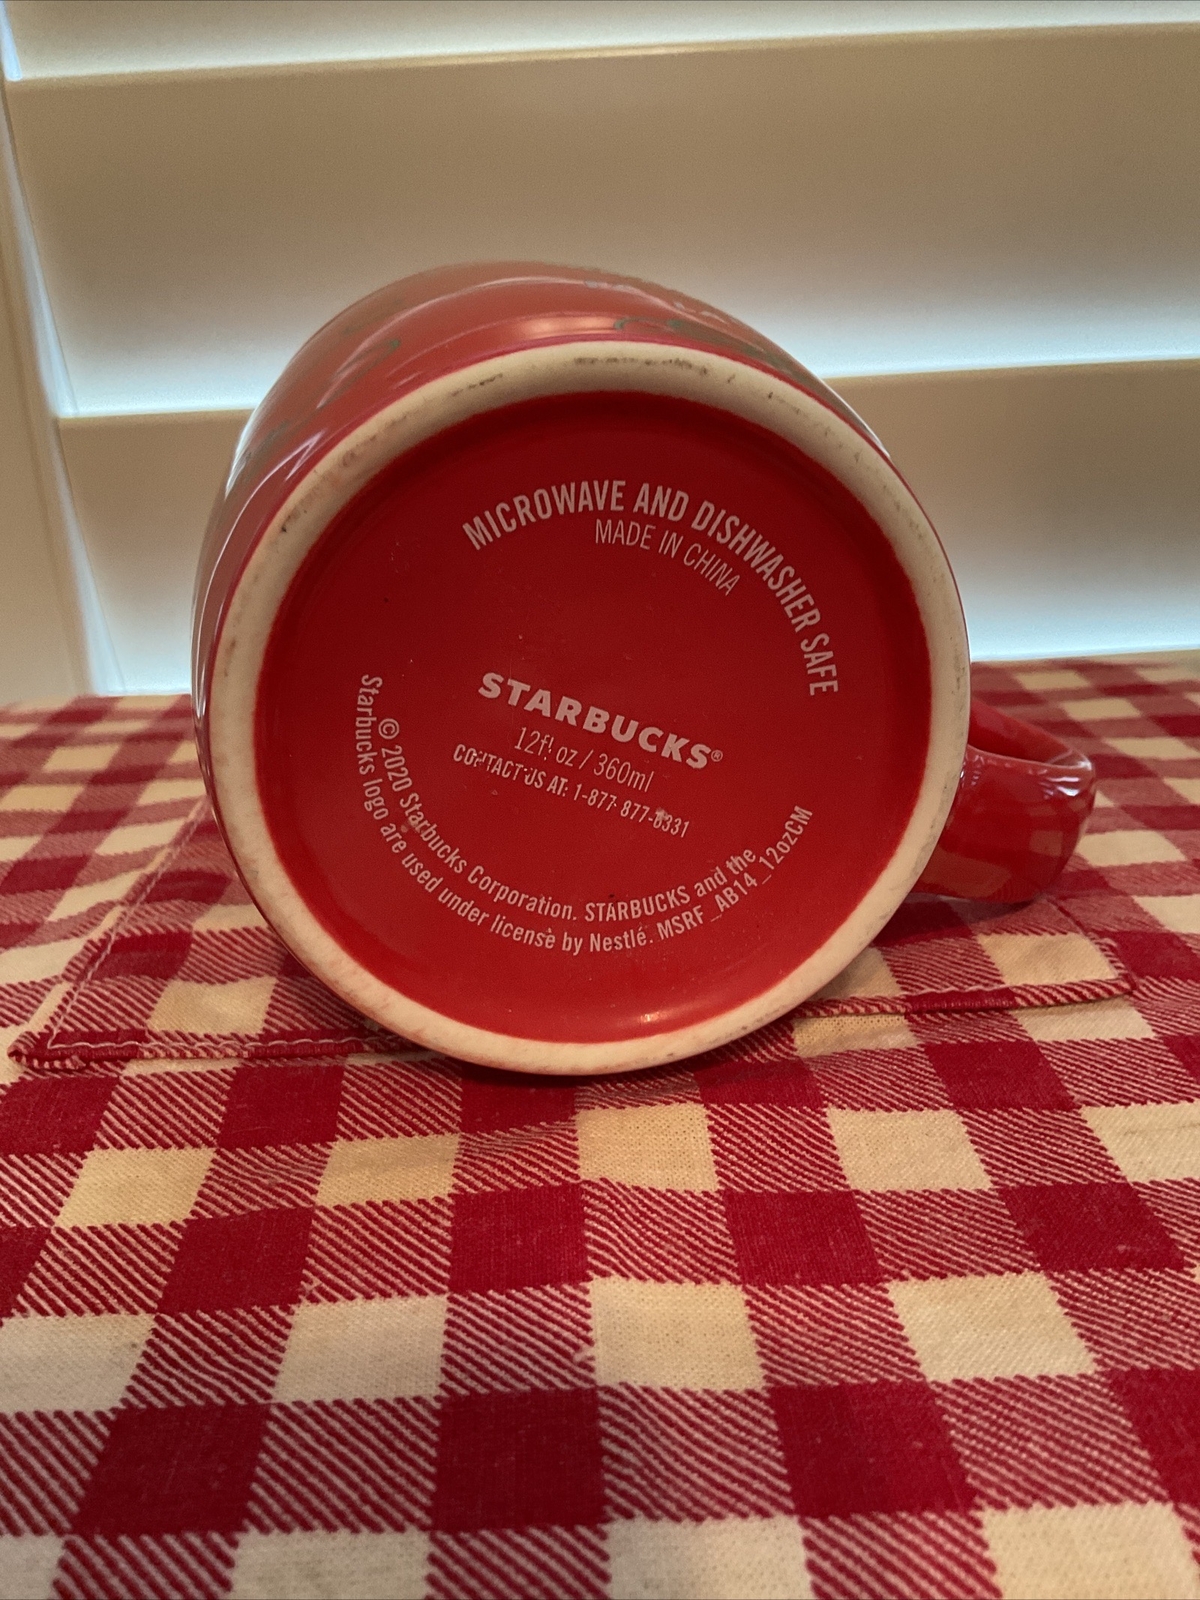 MICROWAVE AND DISHWASHER SAFE
MADE IN CHINA
STARBUCKS®
12fl oz / 360ml
CONTACT US AT: 1-877-877-6331
© 2020 Starbucks Corporation. STARBUCKS and the
Starbucks logo are used under license by Nestlé. MSRF_AB14_12ozCM